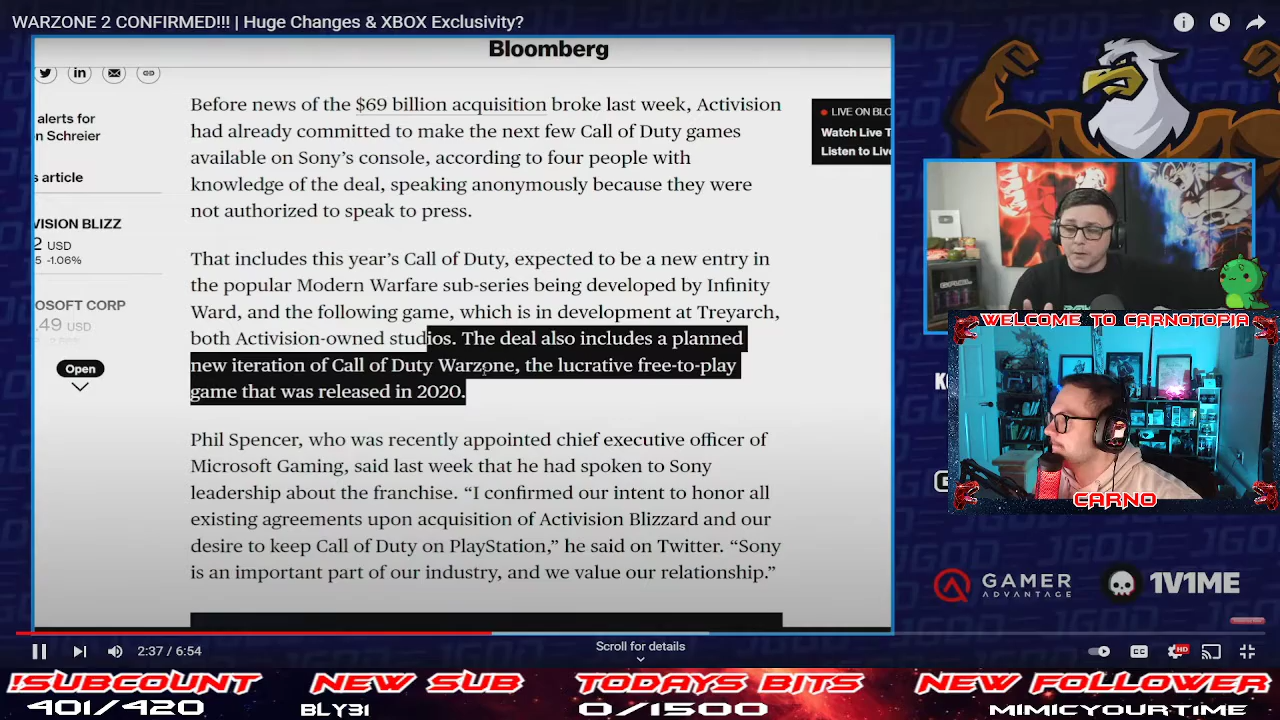 WARZONE 2 CONFIRMED!!! | Huge Changes & XBOX Exclusivity?
Bloomberg
alerts for
n Schreier
s article
VISION BLIZZ
2 USD
5 -1.06%
OSOFT CORP
.49 USD
Open
Before news of the $69 billion acquisition broke last week, Activision
had already committed to make the next few Call of Duty games
available on Sony's console, according to four people with
knowledge of the deal, speaking anonymously because they were
not authorized to speak to press.
That includes this year's Call of Duty, expected to be a new entry in
the popular Modern Warfare sub-series being developed by Infinity
Ward, and the following game, which is in development at Treyarch,
both Activision-owned studios. The deal also includes a planned
new iteration of Call of Duty Warzone, the lucrative free-to-play
game that was released in 2020.
Phil Spencer, who was recently appointed chief executive officer of
Microsoft Gaming, said last week that he had spoken to Sony
leadership about the franchise. “I confirmed our intent to honor all
existing agreements upon acquisition of Activision Blizzard and our
desire to keep Call of Duty on PlayStation,” he said on Twitter. “Sony
is an important part of our industry, and we value our relationship.”
LIVE ON BLO
Watch Live T
Listen to Live
WELCOME TO CARNOTOPIA
CARNO
GAMER
ADVANTAGE
1V1ME
2:37 / 6:54
Scroll for details
HD
!SUBCOUNT
401/420
NEW SUB
BLY31
TODAYS BITS
0/1500
NEW FOLLOWER
MIMICYOURTIME